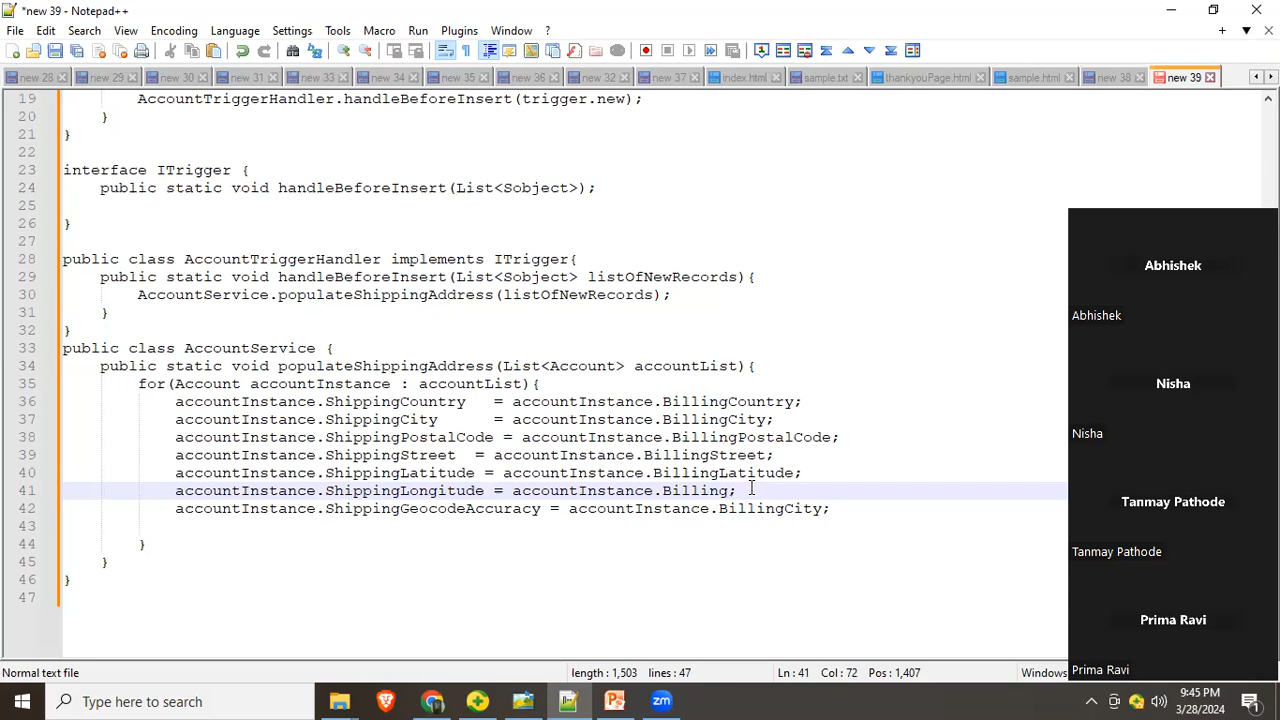 *new 39 - Notepad++
File Edit Search View Encoding Language Settings Tools Macro Run Plugins Window ?
new 28 new 29 new 30 new 31 new 33 new 34 new 35 new 36 new 32 new 37 index.html sample.txt thankyouPage.html sample.html new 38 new 39
19 AccountTriggerHandler.handleBeforeInsert(trigger.new);
20 }
21 }
22
23 interface ITrigger {
24 public static void handleBeforeInsert(List<Sobject>);
25
26 }
27
28 public class AccountTriggerHandler implements ITrigger{
29 public static void handleBeforeInsert(List<Sobject> listOfNewRecords){
30 AccountService.populateShippingAddress(listOfNewRecords);
31 }
32 }
33 public class AccountService {
34 public static void populateShippingAddress(List<Account> accountList){
35 for(Account accountInstance : accountList){
36 accountInstance.ShippingCountry = accountInstance.BillingCountry;
37 accountInstance.ShippingCity = accountInstance.BillingCity;
38 accountInstance.ShippingPostalCode = accountInstance.BillingPostalCode;
39 accountInstance.ShippingStreet = accountInstance.BillingStreet;
40 accountInstance.ShippingLatitude = accountInstance.BillingLatitude;
41 accountInstance.ShippingLongitude = accountInstance.Billing;
42 accountInstance.ShippingGeocodeAccuracy = accountInstance.BillingCity;
43
44 }
45 }
46 }
47
Abhishek
Abhishek
Nisha
Nisha
Tanmay Pathode
Tanmay Pathode
Prima Ravi
Prima Ravi
Normal text file length : 1,503 lines : 47 Ln : 41 Col : 72 Pos : 1,407 Windows
Type here to search
zm
9:45 PM
3/28/2024
1